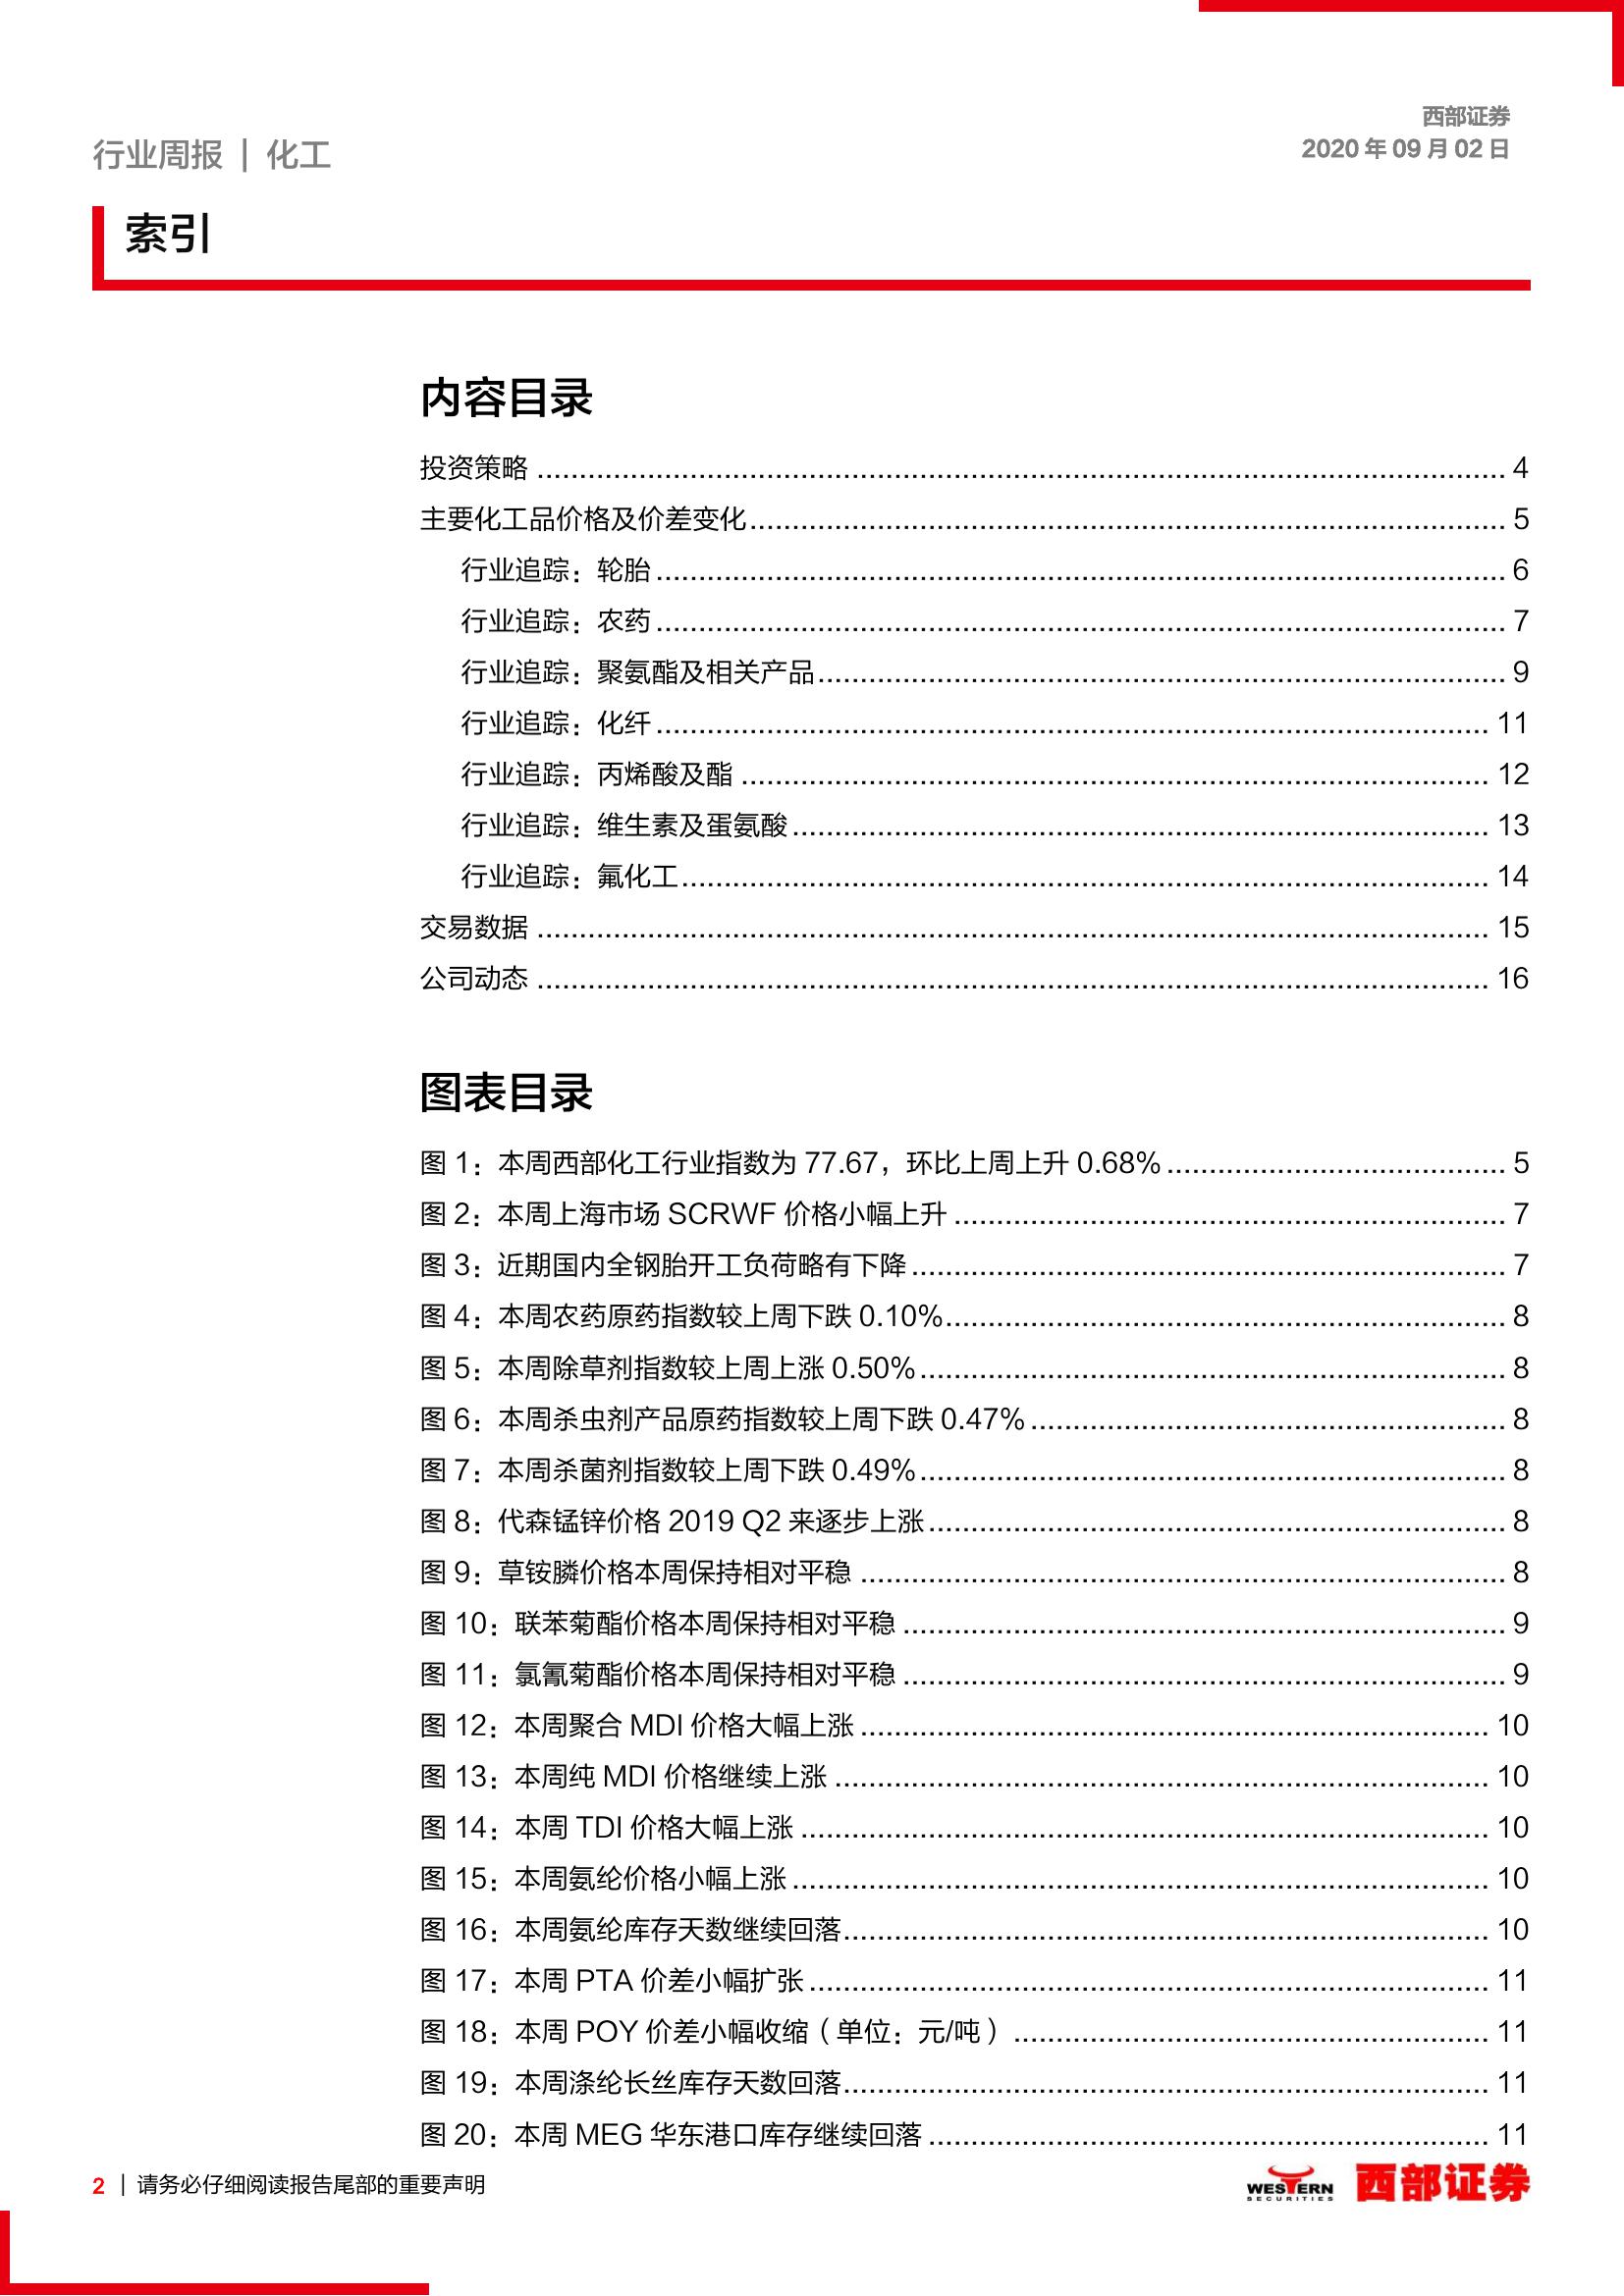 西部证券
行业周报 | 化工
2020 年 09 月 02 日
索引
内容目录
投资策略 ........ 4
主要化工品价格及价差变化 ........ 5
行业追踪：轮胎 ........ 6
行业追踪：农药 ........ 7
行业追踪：聚氨酯及相关产品 ........ 9
行业追踪：化纤 ........ 11
行业追踪：丙烯酸及酯 ........ 12
行业追踪：维生素及蛋氨酸 ........ 13
行业追踪：氟化工 ........ 14
交易数据 ........ 15
公司动态 ........ 16
图表目录
图 1：本周西部化工行业指数为 77.67，环比上周上升 0.68% ........ 5
图 2：本周上海市场 SCRWF 价格小幅上升 ........ 7
图 3：近期国内全钢胎开工负荷略有下降 ........ 7
图 4：本周农药原药指数较上周下跌 0.10% ........ 8
图 5：本周除草剂指数较上周上涨 0.50% ........ 8
图 6：本周杀虫剂产品原药指数较上周下跌 0.47% ........ 8
图 7：本周杀菌剂指数较上周下跌 0.49% ........ 8
图 8：代森锰锌价格 2019 Q2 来逐步上涨 ........ 8
图 9：草铵膦价格本周保持相对平稳 ........ 8
图 10：联苯菊酯价格本周保持相对平稳 ........ 9
图 11：氯氰菊酯价格本周保持相对平稳 ........ 9
图 12：本周聚合 MDI 价格大幅上涨 ........ 10
图 13：本周纯 MDI 价格继续上涨 ........ 10
图 14：本周 TDI 价格大幅上涨 ........ 10
图 15：本周氨纶价格小幅上涨 ........ 10
图 16：本周氨纶库存天数继续回落 ........ 10
图 17：本周 PTA 价差小幅扩张 ........ 11
图 18：本周 POY 价差小幅收缩（单位：元/吨） ........ 11
图 19：本周涤纶长丝库存天数回落 ........ 11
图 20：本周 MEG 华东港口库存继续回落 ........ 11
2 | 请务必仔细阅读报告尾部的重要声明
WESTERN
SECURITIES
西部证券